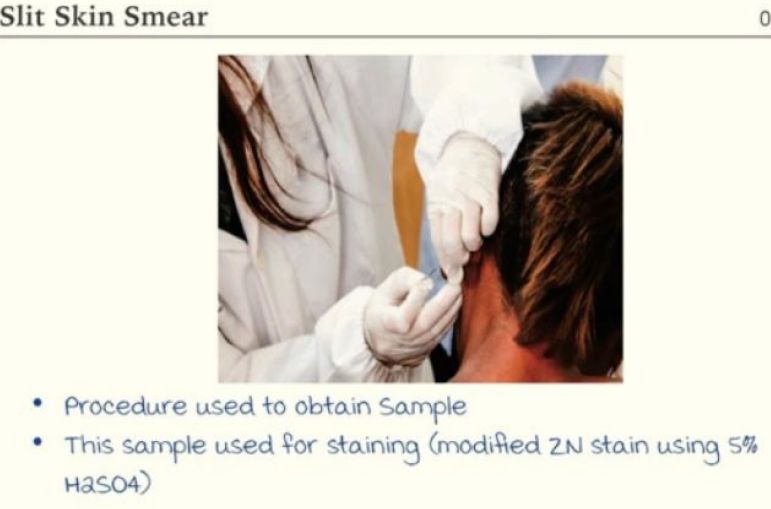 Slit Skin Smear
0
• Procedure used to obtain Sample
• This sample used for staining (modified ZN stain using 5%
H2SO4)